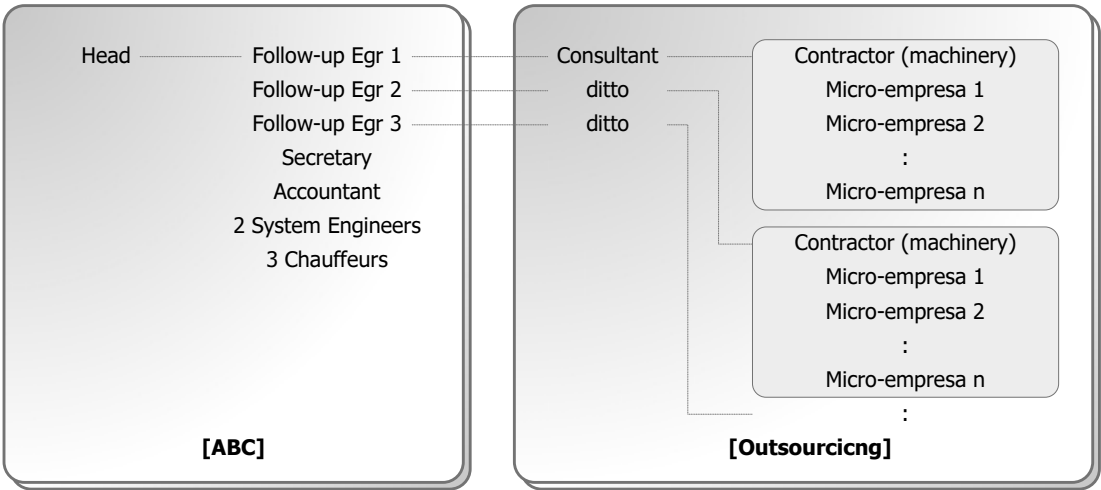 Head Follow-up Egr 1 Consultant Contractor (machinery)
Follow-up Egr 2 ditto Micro-empresa 1
Follow-up Egr 3 ditto Micro-empresa 2
Secretary :
Accountant Micro-empresa n
2 System Engineers Contractor (machinery)
3 Chauffeurs Micro-empresa 1
Micro-empresa 2
:
Micro-empresa n
:
[ABC] [Outsourcicng]